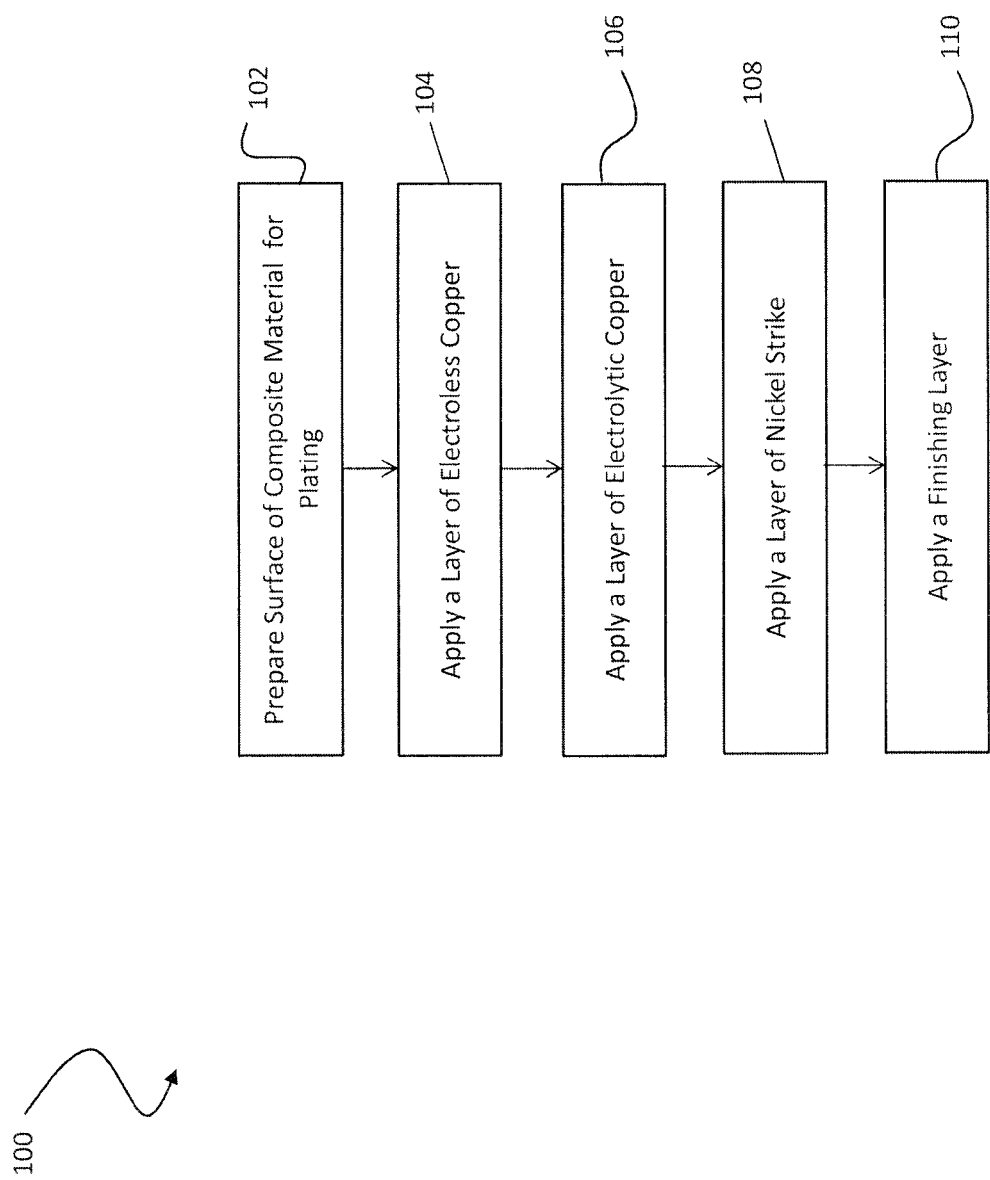 100
Prepare Surface of Composite Material for
Plating
102
Apply a Layer of Electroless Copper
104
Apply a Layer of Electrolytic Copper
106
Apply a Layer of Nickel Strike
108
Apply a Finishing Layer
110